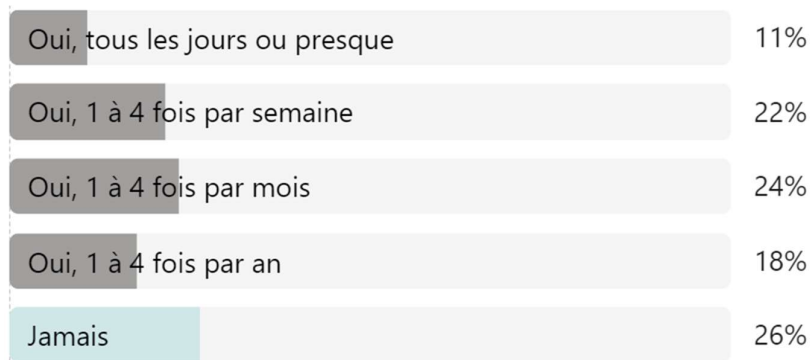 Oui, tous les jours ou presque 11%
Oui, 1 à 4 fois par semaine 22%
Oui, 1 à 4 fois par mois 24%
Oui, 1 à 4 fois par an 18%
Jamais 26%